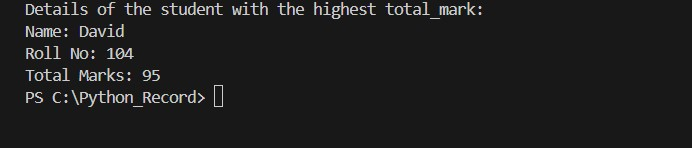 Details of the student with the highest total_mark:
Name: David
Roll No: 104
Total Marks: 95
PS C:\Python_Record>